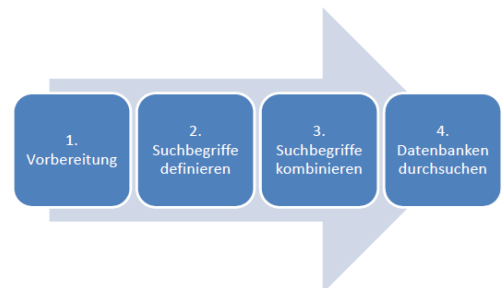 1.
Vorbereitung
2.
Suchbegriffe
definieren
3.
Suchbegriffe
kombinieren
4.
Datenbanken
durchsuchen